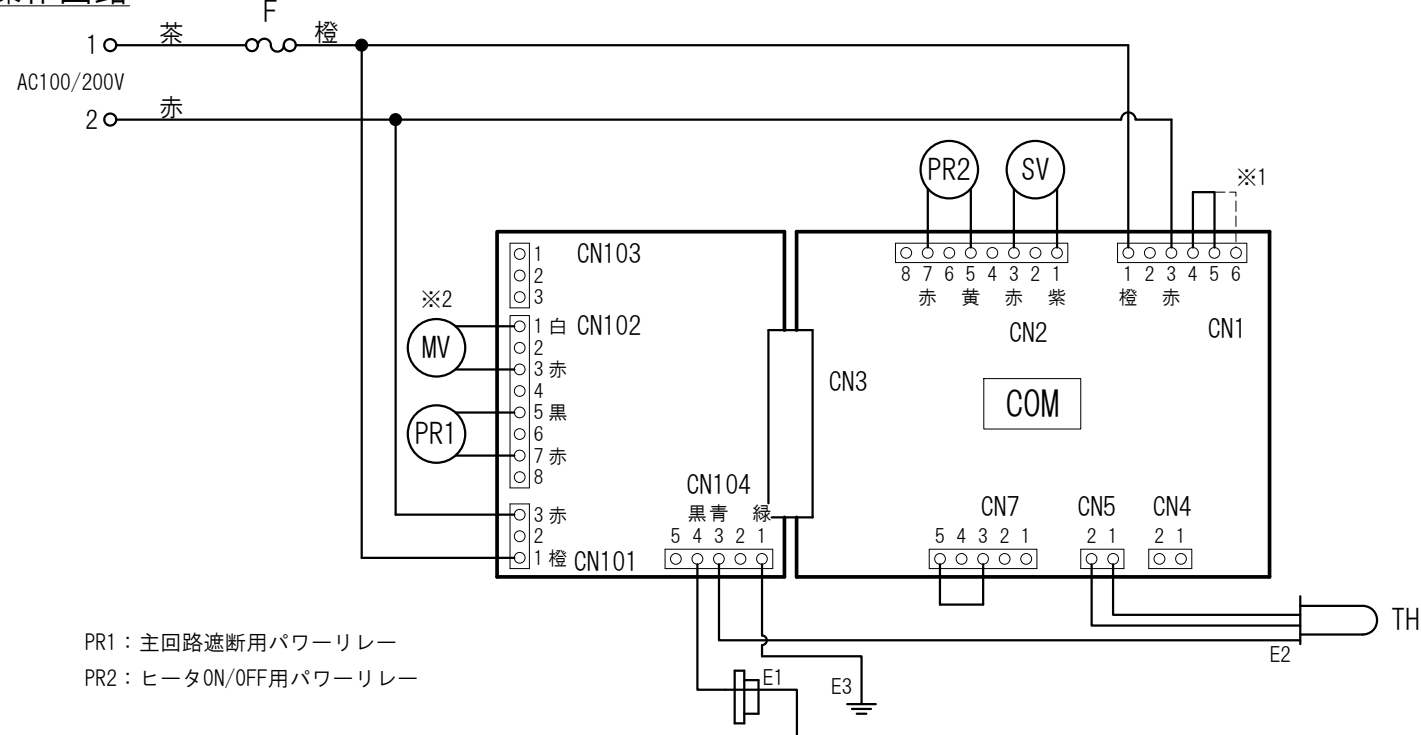 操作回路
F
1 茶 橙
AC100/200V
2 赤
PR2 SV ※1
1 CN103
2
3
8 7 6 5 4 3 2 1
赤 黄 赤 紫
1 2 3 4 5 6
橙 赤
CN2
CN1
※2
MV
1 白 CN102
2
3 赤
4
PR1
5 黒
6
7 赤
8
CN3
COM
3 赤
2
1 橙 CN101
CN104
黒 青 緑
5 4 3 2 1
CN7
5 4 3 2 1
CN5
2 1
CN4
2 1
TH
E2
E1
E3
PR1：主回路遮断用パワーリレー
PR2：ヒータON/OFF用パワーリレー